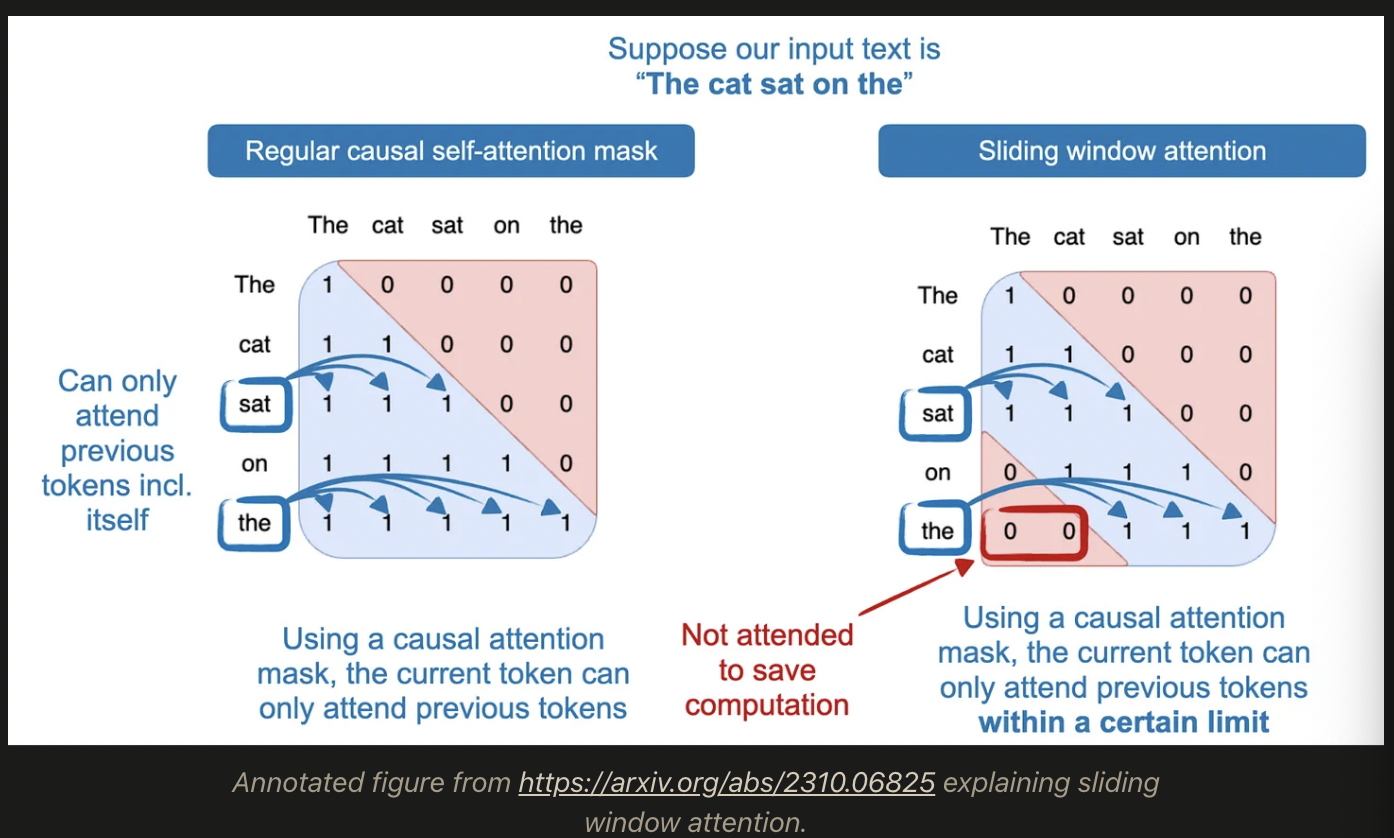 Suppose our input text is
“The cat sat on the”
Regular causal self-attention mask
The cat sat on the
The 1 0 0 0 0
cat 1 1 0 0 0
sat 1 1 1 0 0
on 1 1 1 1 0
the 1 1 1 1 1
Can only
attend
previous
tokens incl.
itself
Using a causal attention
mask, the current token can
only attend previous tokens
Sliding window attention
The cat sat on the
The 1 0 0 0 0
cat 1 1 0 0 0
sat 1 1 1 0 0
on 0 1 1 1 0
the 0 0 1 1 1
Not attended
to save
computation
Using a causal attention
mask, the current token can
only attend previous tokens
within a certain limit
Annotated figure from https://arxiv.org/abs/2310.06825 explaining sliding
window attention.